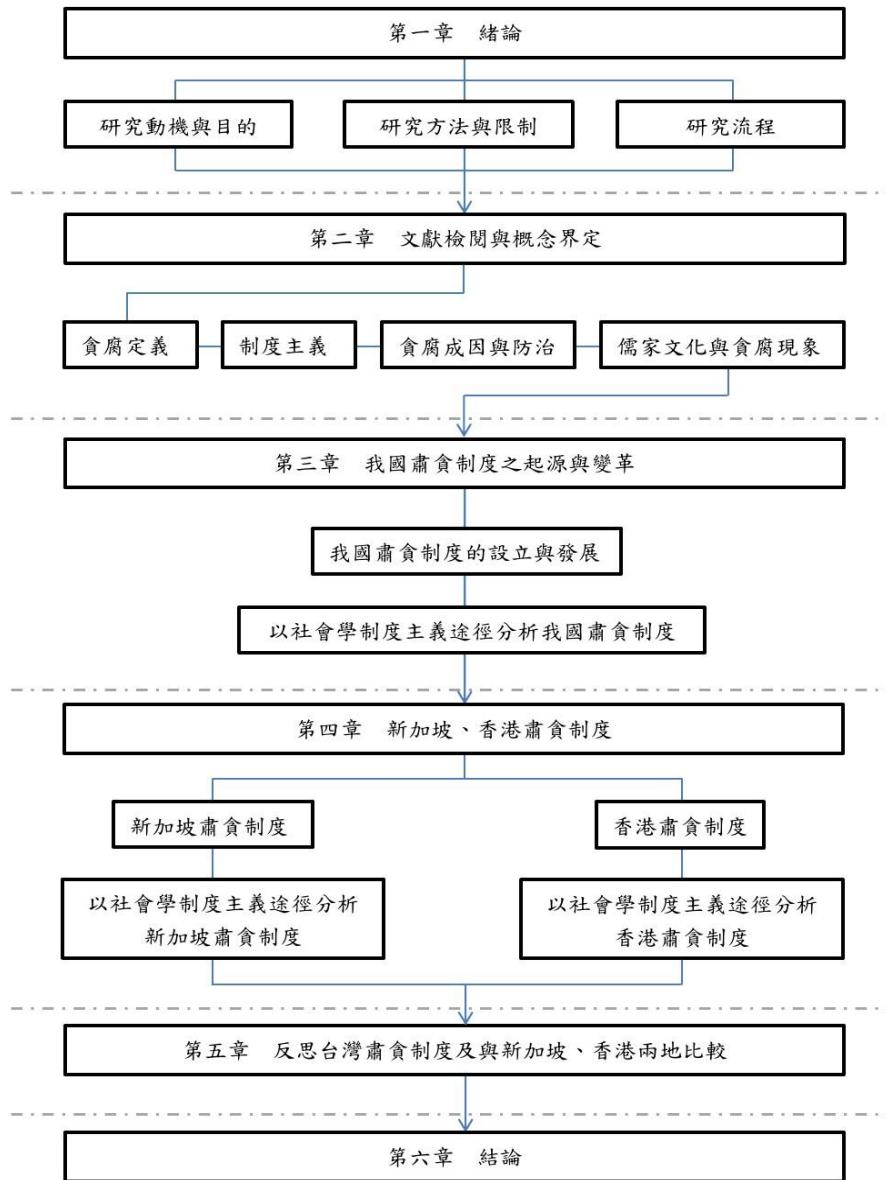 第一章　緒論
研究動機與目的
研究方法與限制
研究流程
第二章　文獻檢閱與概念界定
貪腐定義
制度主義
貪腐成因與防治
儒家文化與貪腐現象
第三章　我國肅貪制度之起源與變革
我國肅貪制度的設立與發展
以社會學制度主義途徑分析我國肅貪制度
第四章　新加坡、香港肅貪制度
新加坡肅貪制度
香港肅貪制度
以社會學制度主義途徑分析
新加坡肅貪制度
以社會學制度主義途徑分析
香港肅貪制度
第五章　反思台灣肅貪制度及與新加坡、香港兩地比較
第六章　結論